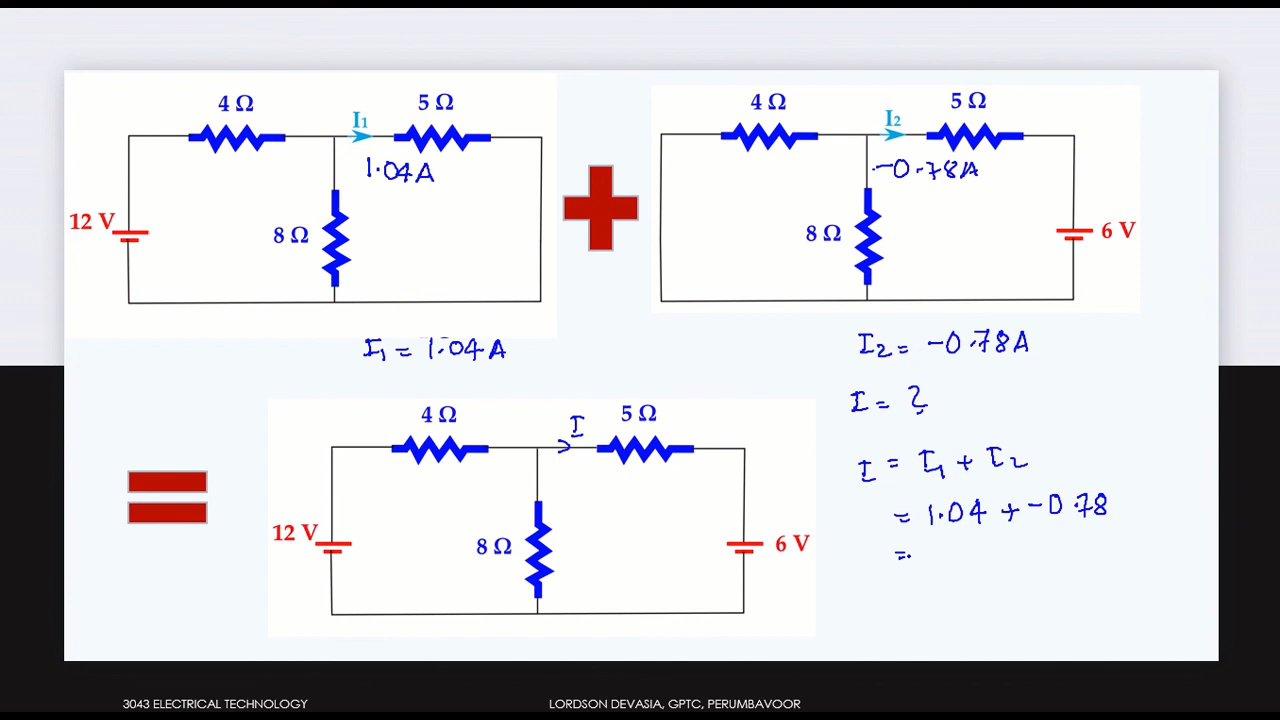 4 Ω
5 Ω
I₁
1.04A
12 V
8 Ω
4 Ω
5 Ω
I₂
-0.78A
8 Ω
6 V
I₁ = 1.04 A
I₂ = -0.78A
I = ?
4 Ω
I
5 Ω
12 V
8 Ω
6 V
I = I₁ + I₂
= 1.04 + -0.78
=
3043 ELECTRICAL TECHNOLOGY
LORDSON DEVASIA, GPTC, PERUMBAVOOR